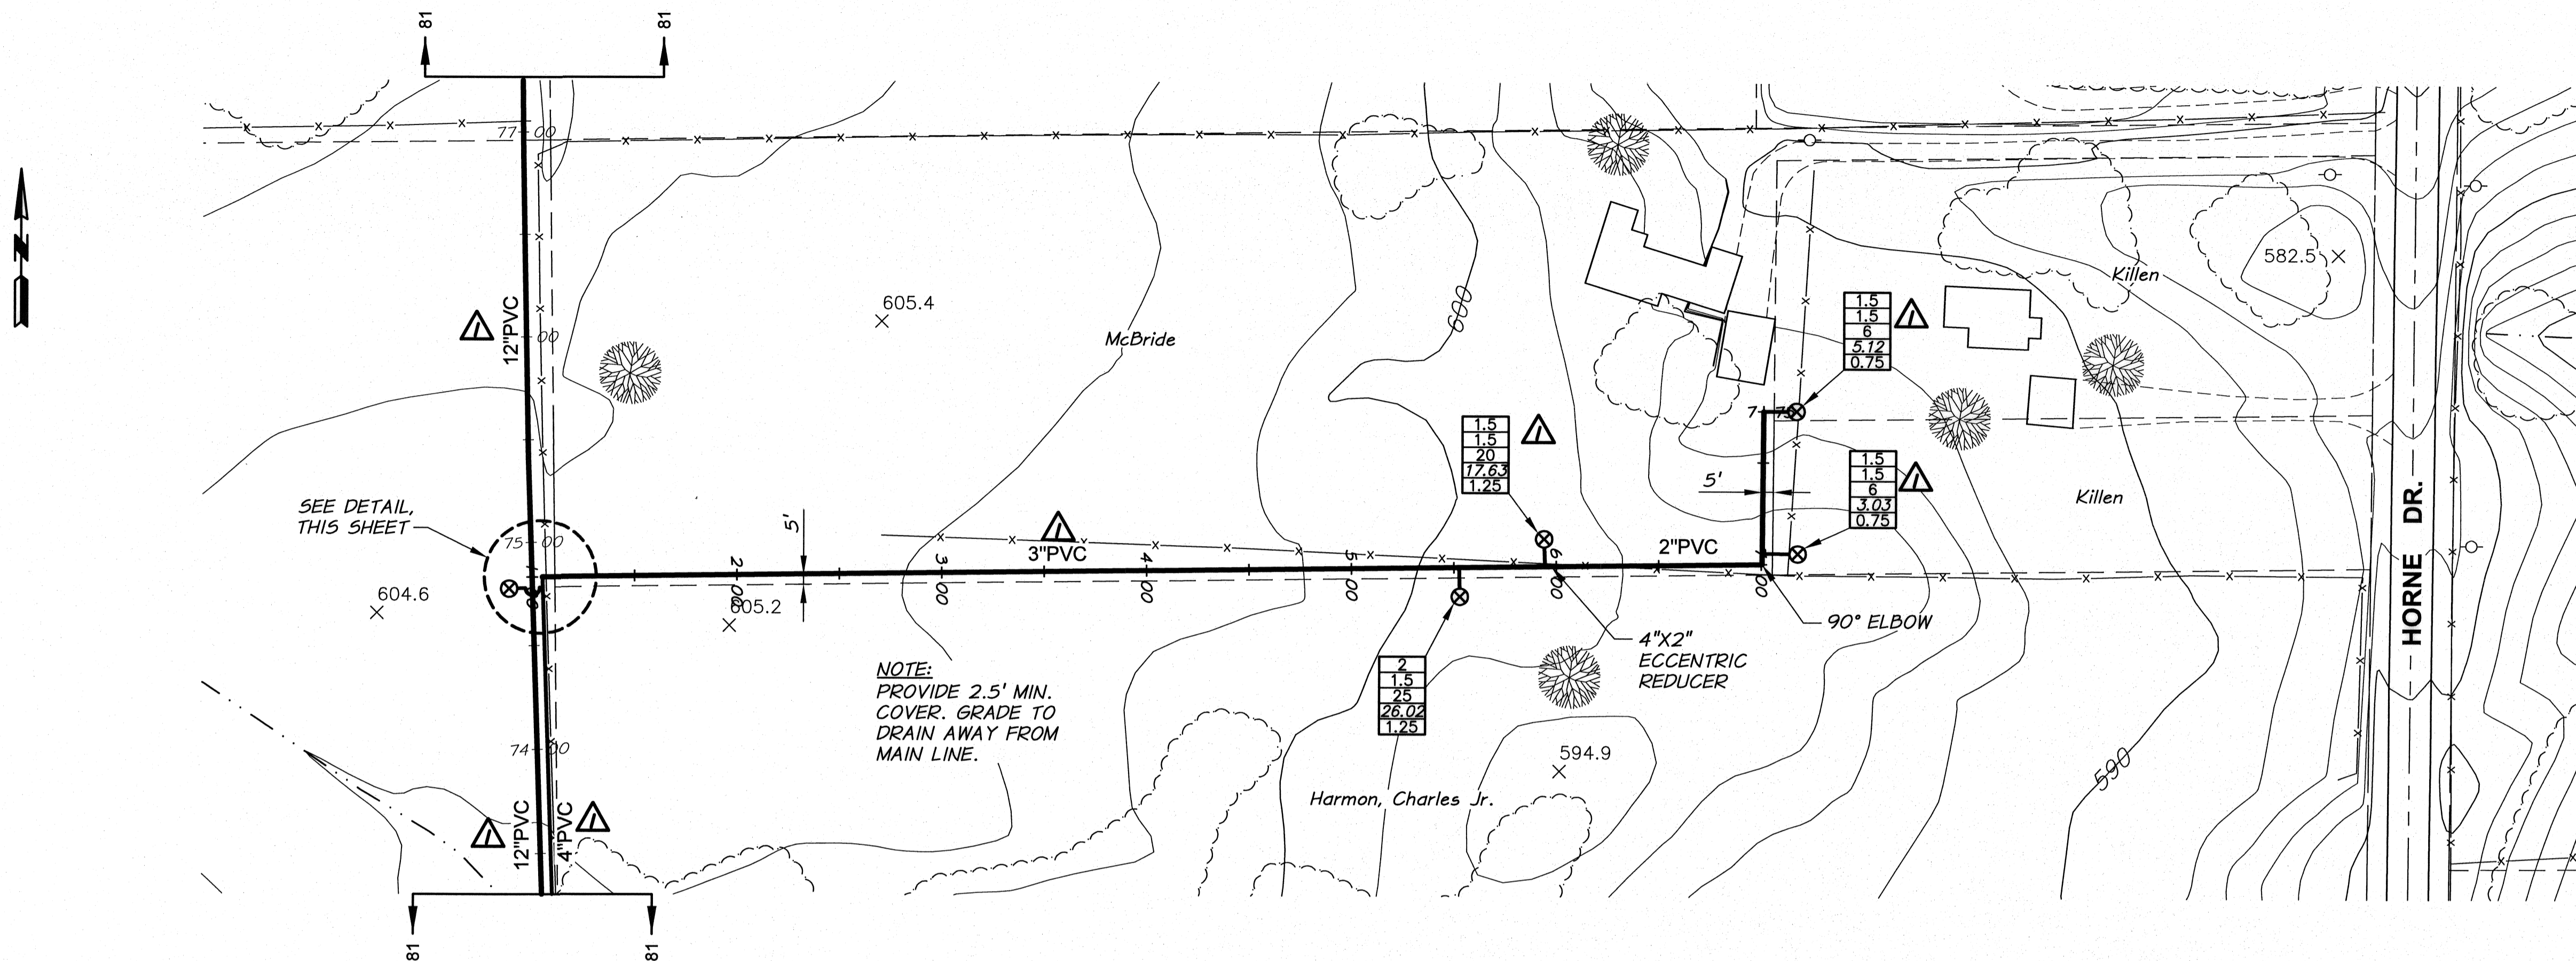 81
81
N
77+00
12"PVC
00
605.4
McBride
600
582.5
Killen
1.5
1.5
6
5.12
0.75
1.5
1.5
20
17.63
1.25
1.5
1.5
6
3.03
0.75
5'
Killen
HORNE DR.
SEE DETAIL,
THIS SHEET
75+00
5'
3"PVC
2"PVC
2+00
3+00
4+00
5+00
6+00
00
604.6
605.2
90° ELBOW
4"X2"
ECCENTRIC
REDUCER
NOTE:
PROVIDE 2.5' MIN.
COVER. GRADE TO
DRAIN AWAY FROM
MAIN LINE.
2
1.5
25
26.02
1.25
74+00
594.9
590
Harmon, Charles Jr.
12"PVC
4"PVC
81
81